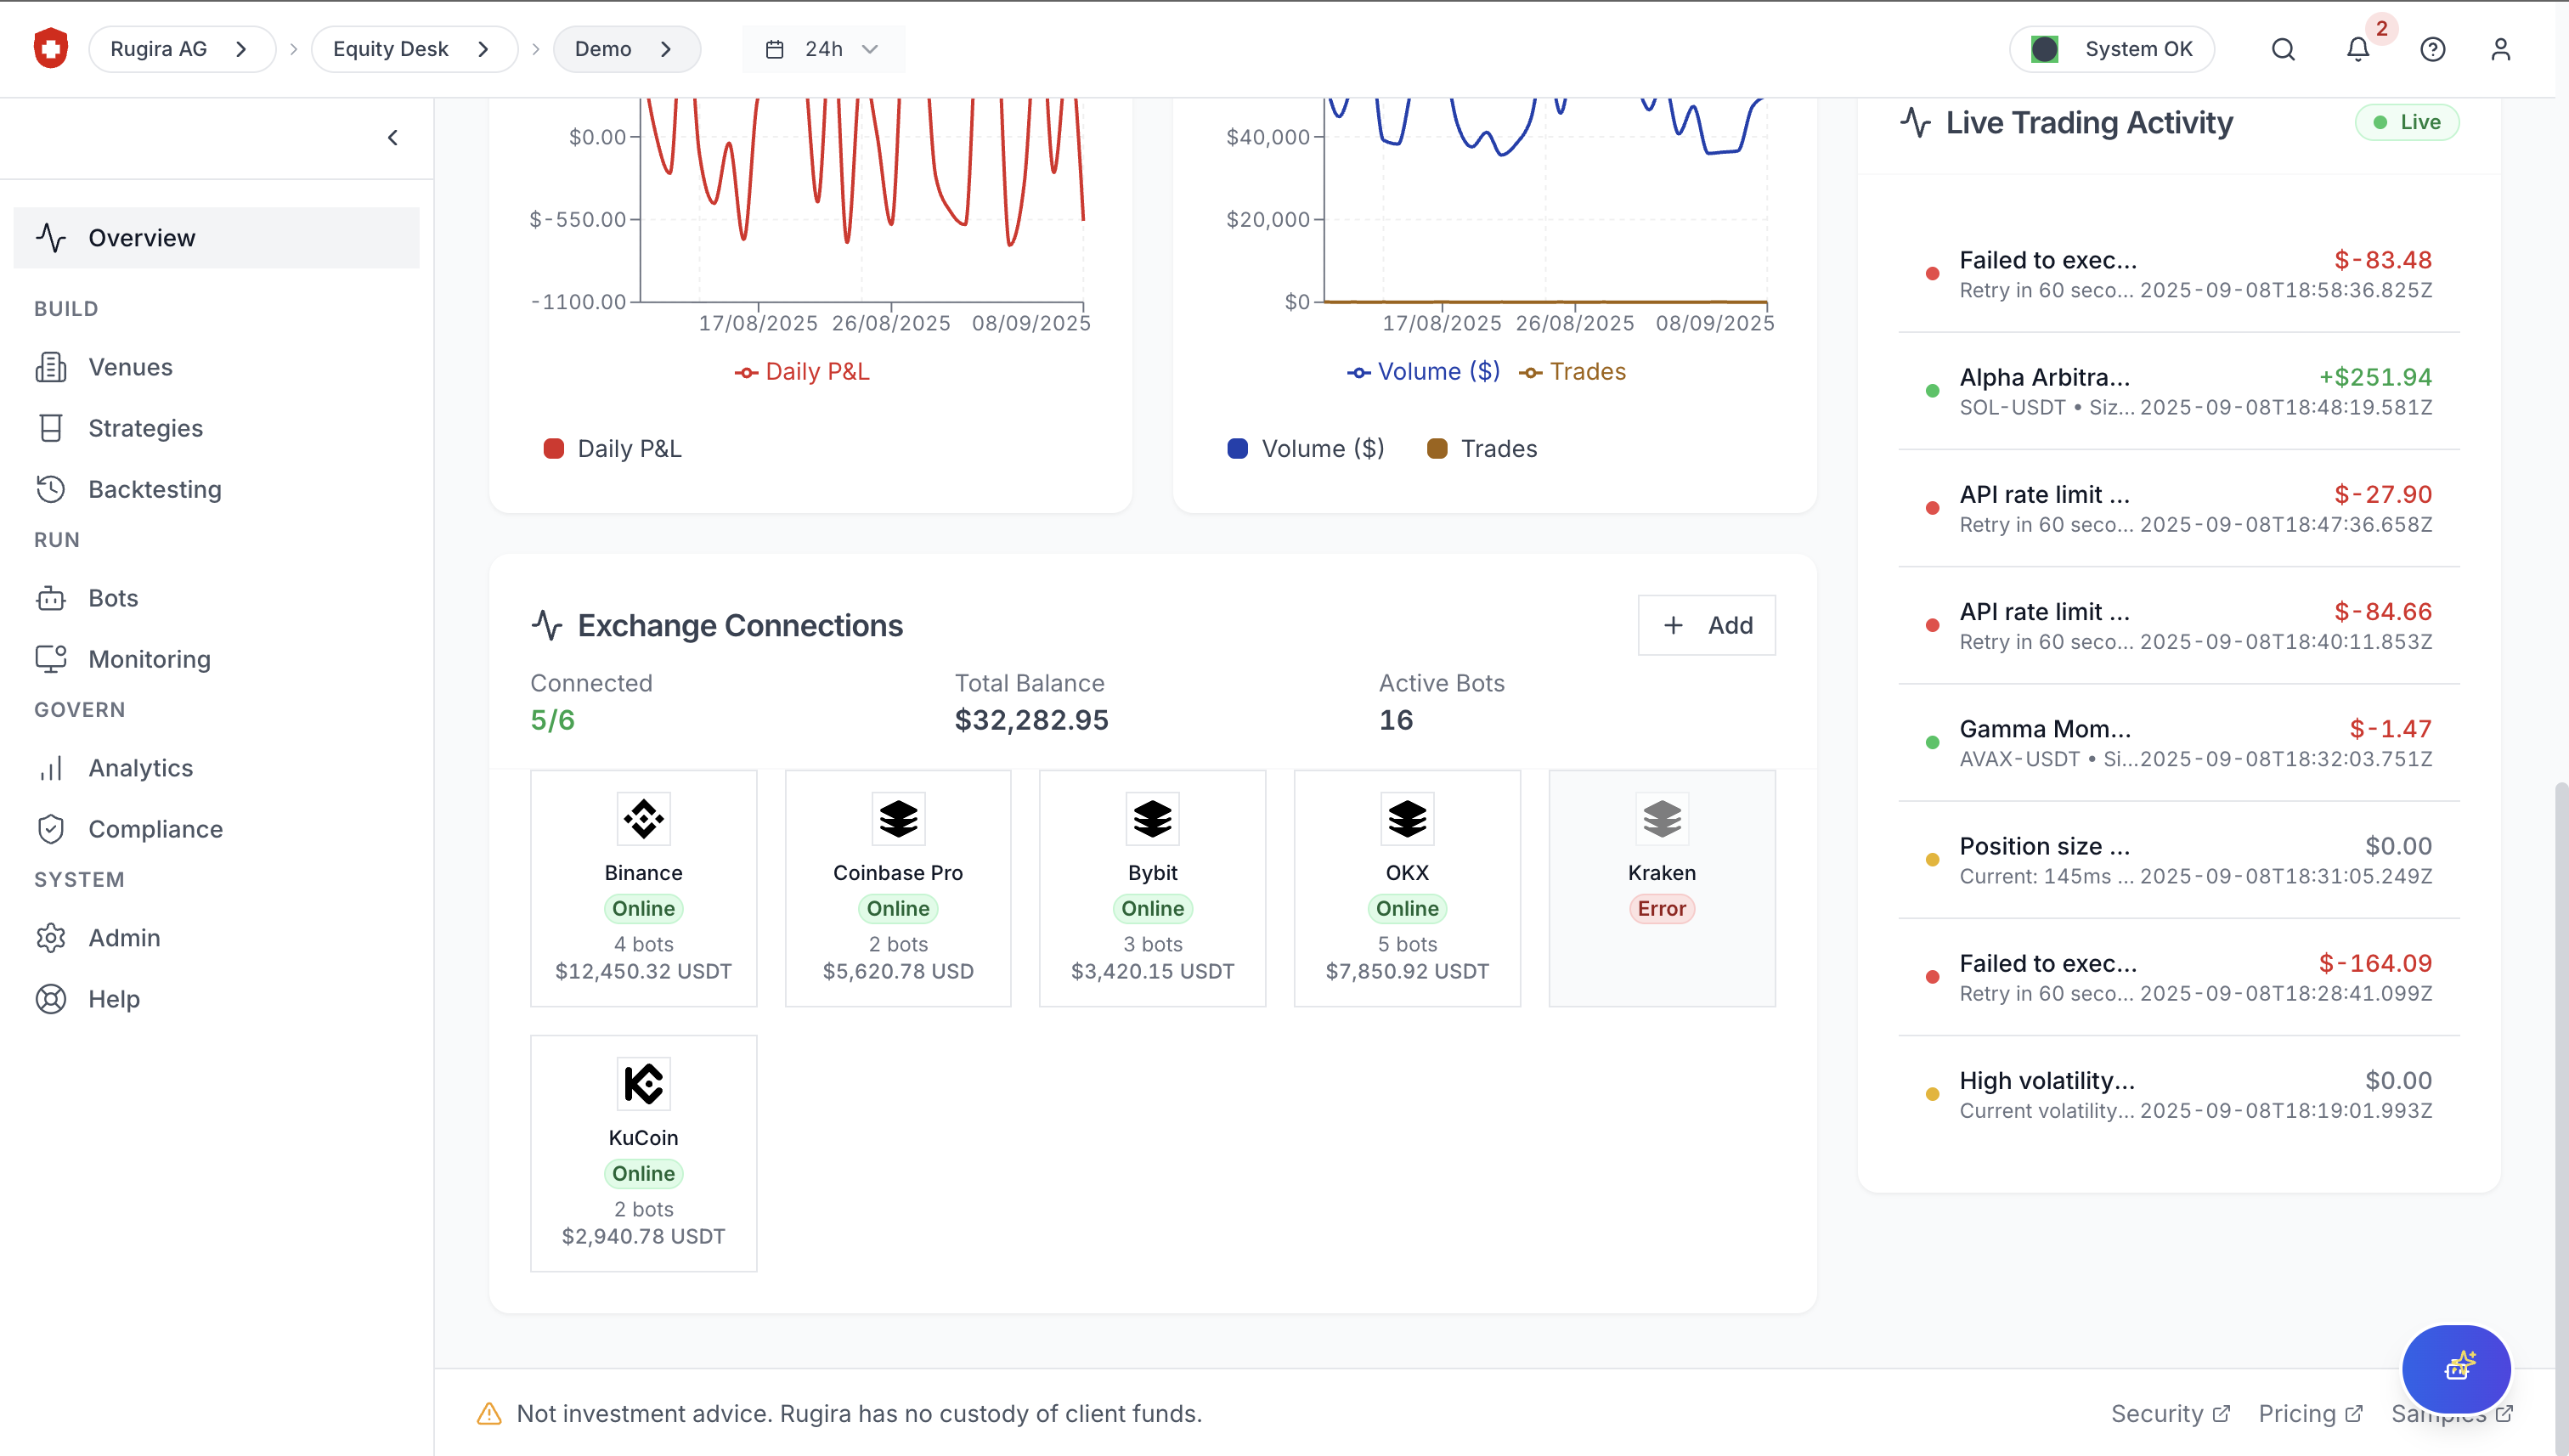 Rugira AG
Equity Desk
Demo
24h
System OK
2
Overview
BUILD
Venues
Strategies
Backtesting
RUN
Bots
Monitoring
GOVERN
Analytics
Compliance
SYSTEM
Admin
Help
$0.00
$-550.00
-1100.00
17/08/2025 26/08/2025 08/09/2025
Daily P&L
Daily P&L
$40,000
$20,000
$0
17/08/2025 26/08/2025 08/09/2025
Volume ($) Trades
Volume ($) Trades
Exchange Connections
Add
Connected
5/6
Total Balance
$32,282.95
Active Bots
16
Binance
Online
4 bots
$12,450.32 USDT
Coinbase Pro
Online
2 bots
$5,620.78 USD
Bybit
Online
3 bots
$3,420.15 USDT
OKX
Online
5 bots
$7,850.92 USDT
Kraken
Error
KuCoin
Online
2 bots
$2,940.78 USDT
Live Trading Activity
Live
Failed to exec... $-83.48
Retry in 60 seco... 2025-09-08T18:58:36.825Z
Alpha Arbitra... +$251.94
SOL-USDT • Siz... 2025-09-08T18:48:19.581Z
API rate limit ... $-27.90
Retry in 60 seco... 2025-09-08T18:47:36.658Z
API rate limit ... $-84.66
Retry in 60 seco... 2025-09-08T18:40:11.853Z
Gamma Mom... $-1.47
AVAX-USDT • Si... 2025-09-08T18:32:03.751Z
Position size ... $0.00
Current: 145ms ... 2025-09-08T18:31:05.249Z
Failed to exec... $-164.09
Retry in 60 seco... 2025-09-08T18:28:41.099Z
High volatility... $0.00
Current volatility... 2025-09-08T18:19:01.993Z
Not investment advice. Rugira has no custody of client funds.
Security
Pricing
Samples